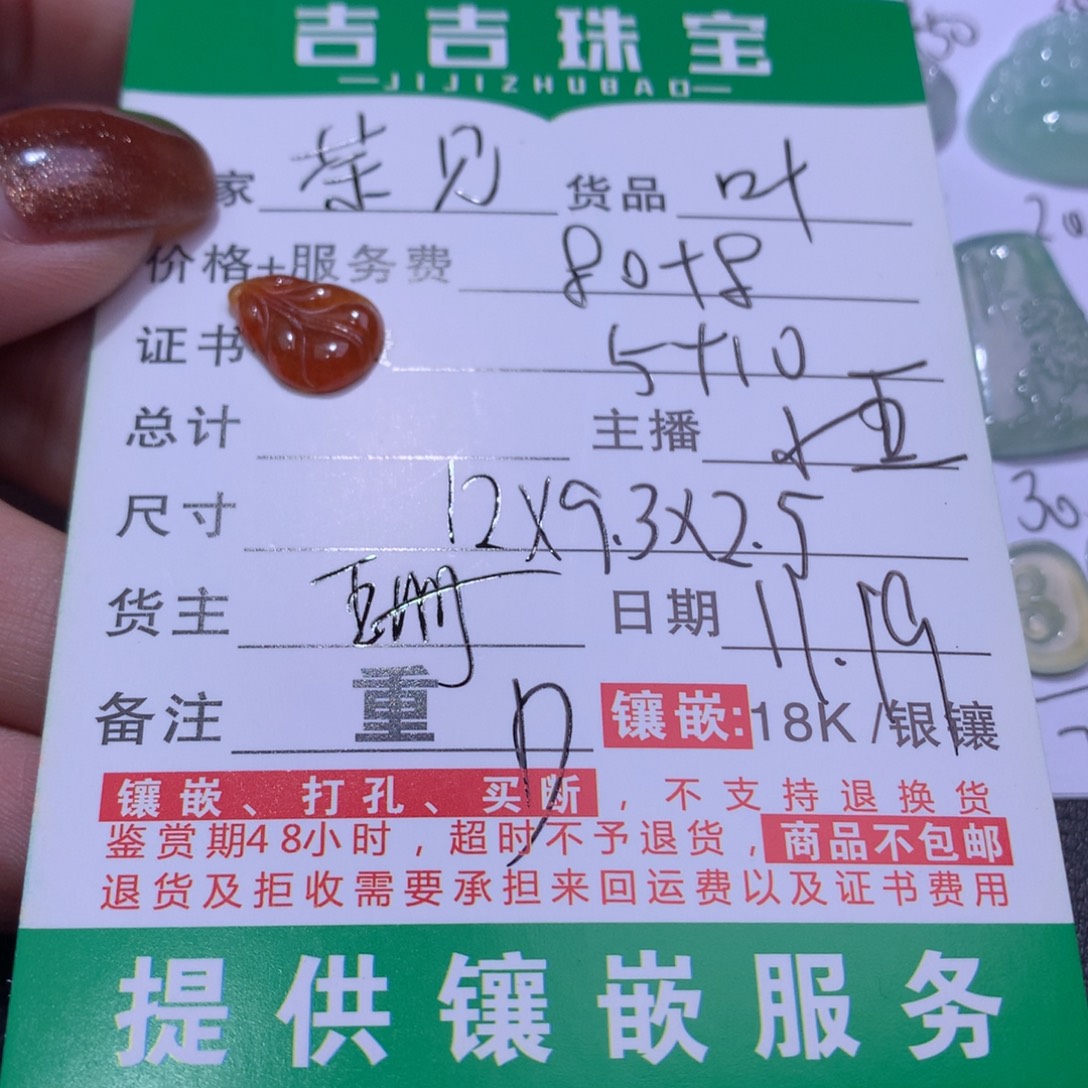 吉吉珠宝
JIJIZHUBAO
家 茶见 货品 叶
价格+服务费 80+8
证书 5+10
总计 主播
尺寸 12X9.3X2.5
货主 日期 11.19
备注 重 镶嵌:18K/银镶
镶嵌、打孔、买断，不支持退换货
鉴赏期48小时，超时不予退货，商品不包邮
退货及拒收需要承担来回运费以及证书费用
提供镶嵌服务